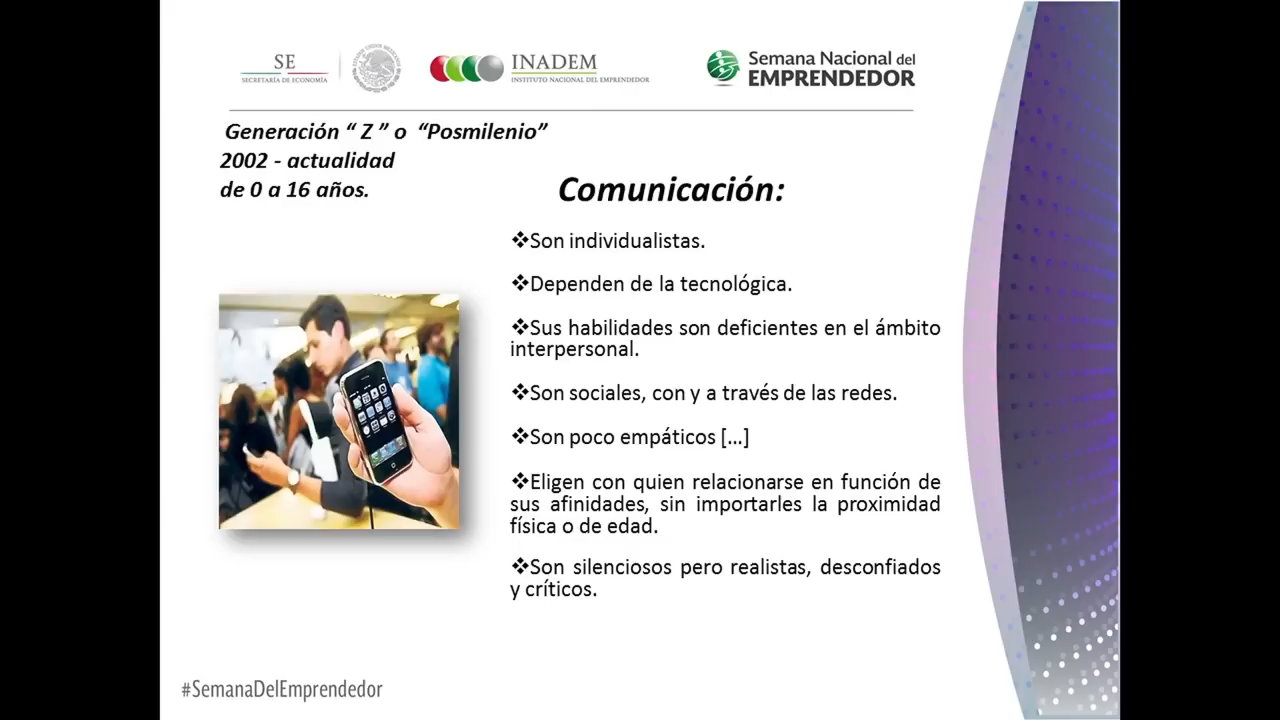 SE
SECRETARÍA DE ECONOMÍA
INADEM
INSTITUTO NACIONAL DEL EMPRENDEDOR
Semana Nacional del
EMPRENDEDOR
Generación “ Z ” o “Posmilenio”
2002 - actualidad
de 0 a 16 años.
Comunicación:
❖Son individualistas.
❖Dependen de la tecnológica.
❖Sus habilidades son deficientes en el ámbito
interpersonal.
❖Son sociales, con y a través de las redes.
❖Son poco empáticos [...]
❖Eligen con quien relacionarse en función de
sus afinidades, sin importarles la proximidad
física o de edad.
❖Son silenciosos pero realistas, desconfiados
y críticos.
#SemanaDelEmprendedor